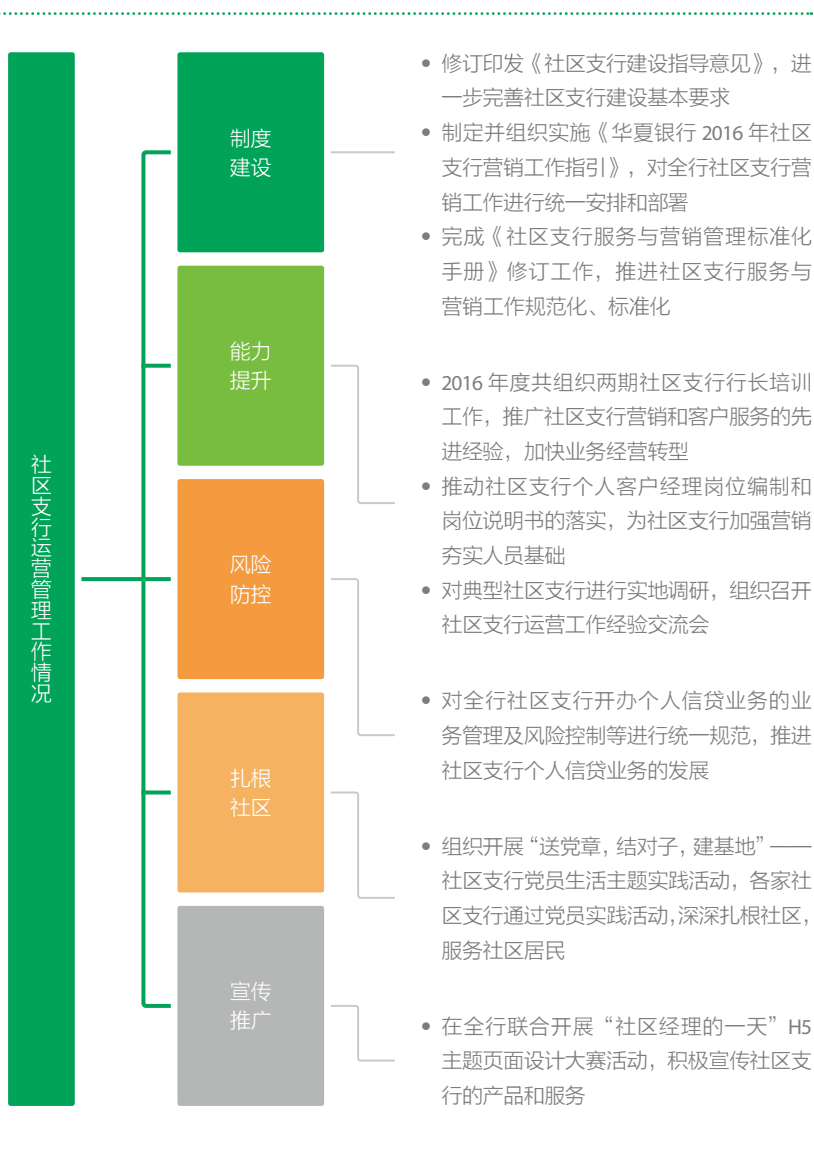 社区支行运营管理工作情况
制度
建设
• 修订印发《社区支行建设指导意见》，进
一步完善社区支行建设基本要求
• 制定并组织实施《华夏银行 2016 年社区
支行营销工作指引》，对全行社区支行营
销工作进行统一安排和部署
• 完成《社区支行服务与营销管理标准化
手册》修订工作，推进社区支行服务与
营销工作规范化、标准化
能力
提升
• 2016 年度共组织两期社区支行行长培训
工作，推广社区支行营销和客户服务的先
进经验，加快业务经营转型
• 推动社区支行个人客户经理岗位编制和
岗位说明书的落实，为社区支行加强营销
夯实人员基础
• 对典型社区支行进行实地调研，组织召开
社区支行运营工作经验交流会
风险
防控
• 对全行社区支行开办个人信贷业务的业
务管理及风险控制等进行统一规范，推进
社区支行个人信贷业务的发展
扎根
社区
• 组织开展“送党章，结对子，建基地”——
社区支行党员生活主题实践活动，各家社
区支行通过党员实践活动，深深扎根社区，
服务社区居民
宣传
推广
• 在全行联合开展“社区经理的一天”H5
主题页面设计大赛活动，积极宣传社区支
行的产品和服务